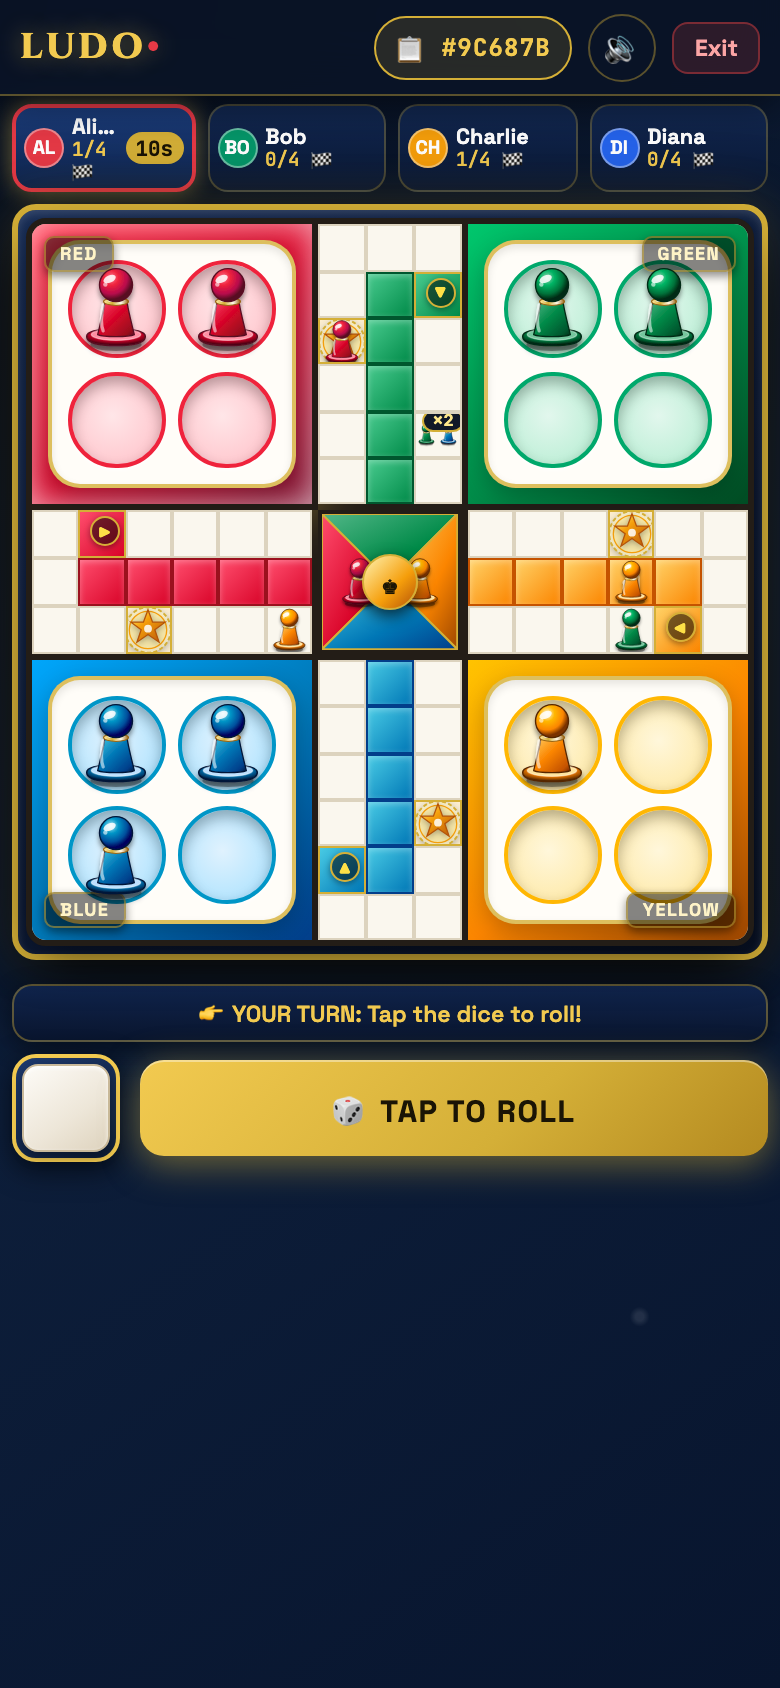 LUDO
#9C687B
Exit
AL
Ali...
1/4
10s
BO
Bob
0/4
CH
Charlie
1/4
DI
Diana
0/4
RED
GREEN
×2
BLUE
YELLOW
YOUR TURN: Tap the dice to roll!
TAP TO ROLL